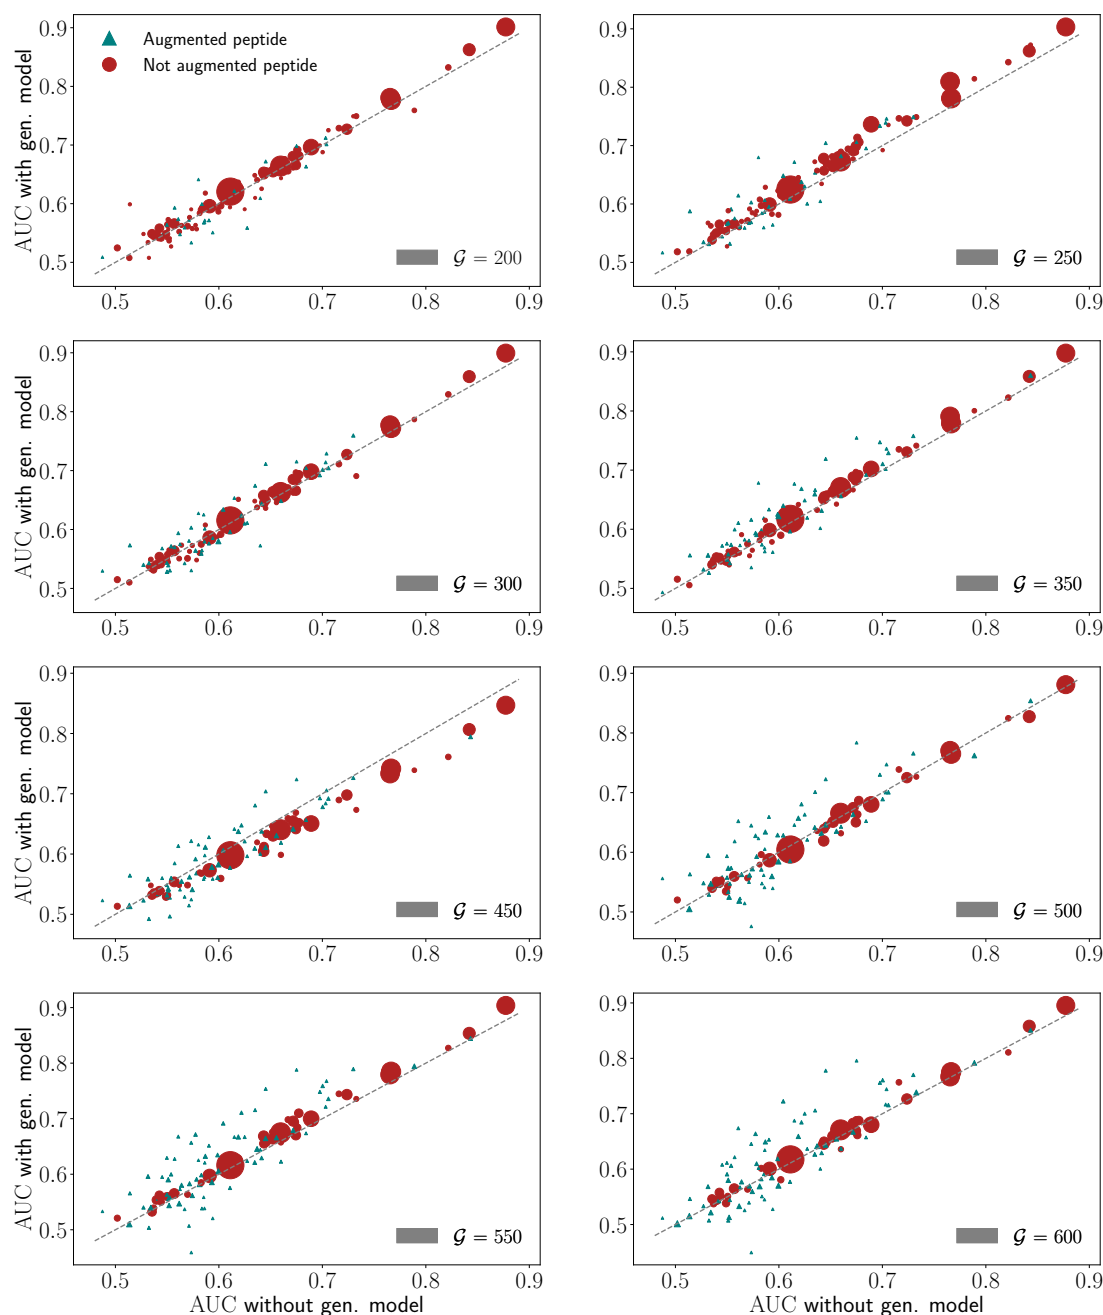 AUC with gen. model
0.9
0.8
0.7
0.6
0.5
Augmented peptide
Not augmented peptide
𝒢 = 200
0.5 0.6 0.7 0.8 0.9
0.9
0.8
0.7
0.6
0.5
𝒢 = 250
0.5 0.6 0.7 0.8 0.9
AUC with gen. model
0.9
0.8
0.7
0.6
0.5
𝒢 = 300
0.5 0.6 0.7 0.8 0.9
0.9
0.8
0.7
0.6
0.5
𝒢 = 350
0.5 0.6 0.7 0.8 0.9
AUC with gen. model
0.9
0.8
0.7
0.6
0.5
𝒢 = 450
0.5 0.6 0.7 0.8 0.9
0.9
0.8
0.7
0.6
0.5
𝒢 = 500
0.5 0.6 0.7 0.8 0.9
AUC with gen. model
0.9
0.8
0.7
0.6
0.5
𝒢 = 550
0.5 0.6 0.7 0.8 0.9
AUC without gen. model
0.9
0.8
0.7
0.6
0.5
𝒢 = 600
0.5 0.6 0.7 0.8 0.9
AUC without gen. model